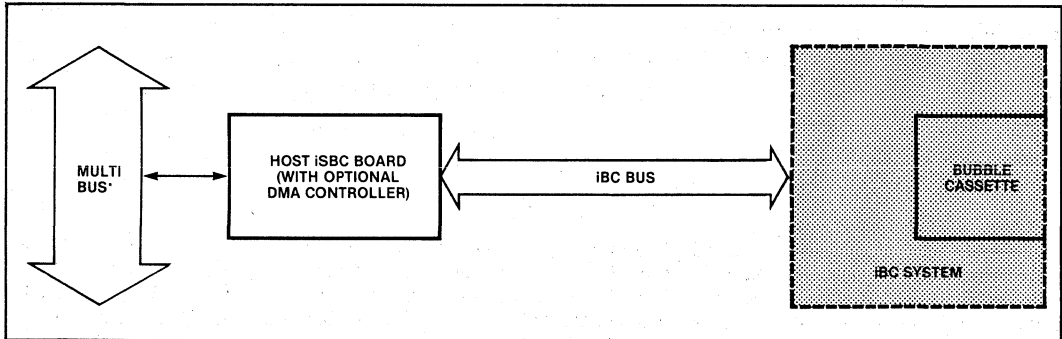 MULTI
BUS*
HOST iSBC BOARD
(WITH OPTIONAL
DMA CONTROLLER)
iBC BUS
BUBBLE
CASSETTE
iBC SYSTEM